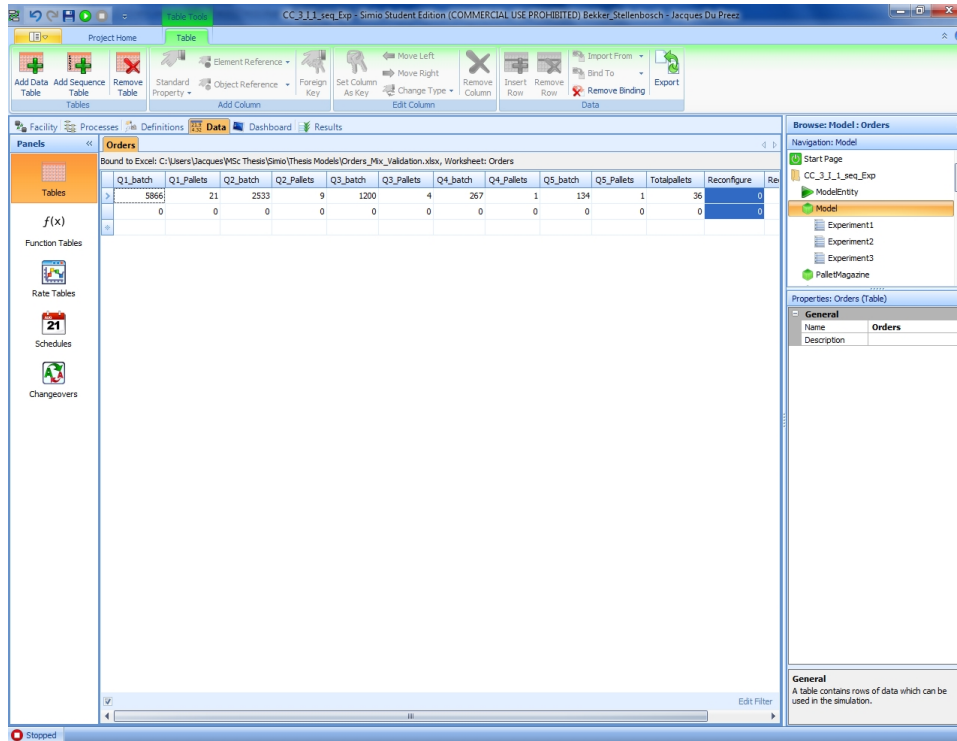 Table Tools
CC_3_I_1_seq_Exp - Simio Student Edition (COMMERCIAL USE PROHIBITED) Bekker_Stellenbosch - Jacques Du Preez
Project Home
Table
Add Data Table
Add Sequence Table
Remove Table
Tables
Standard Property
Element Reference
Object Reference
Foreign Key
Add Column
Set Column As Key
Move Left
Move Right
Change Type
Remove Column
Edit Column
Insert Row
Remove Row
Import From
Bind To
Remove Binding
Export
Data
Facility Processes Definitions Data Dashboard Results
Panels
Tables
f(x)
Function Tables
Rate Tables
21
Schedules
Changeovers
Orders
Bound to Excel: C:\Users\Jacques\MSc Thesis\Simio\Thesis Models\Orders_Mix_Validation.xlsx, Worksheet: Orders
Q1_batch Q1_Pallets Q2_batch Q2_Pallets Q3_batch Q3_Pallets Q4_batch Q4_Pallets Q5_batch Q5_Pallets Totalpallets Reconfigure Re
5866 21 2533 9 1200 4 267 1 134 1 36 0
0 0 0 0 0 0 0 0 0 0 0 0
Edit Filter
Browse: Model : Orders
Navigation: Model
Start Page
CC_3_I_1_seq_Exp
ModelEntity
Model
Experiment1
Experiment2
Experiment3
PalletMagazine
Properties: Orders (Table)
General
Name Orders
Description
General
A table contains rows of data which can be
used in the simulation.
Stopped